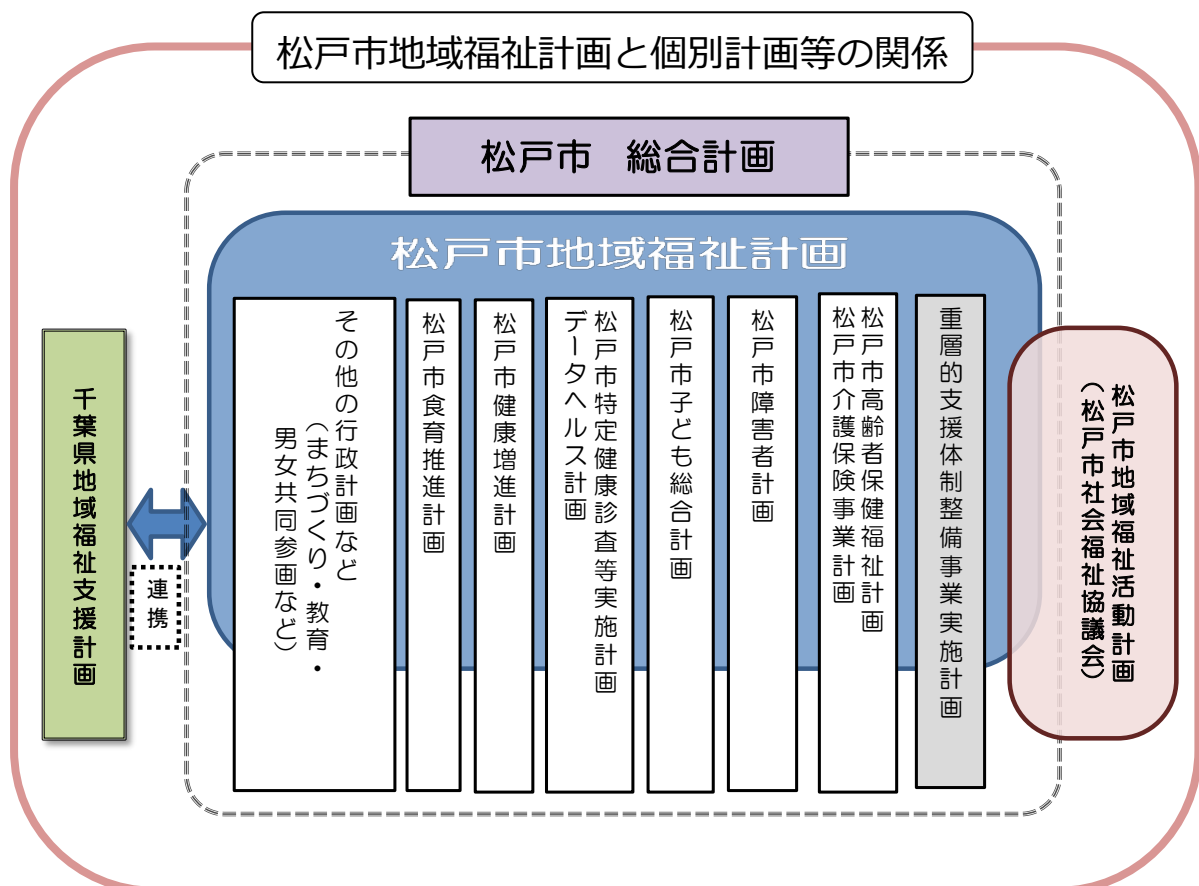 松戸市地域福祉計画と個別計画等の関係
松戸市　総合計画
松戸市地域福祉計画
千葉県地域福祉支援計画
連携
その他の行政計画など
（まちづくり・教育・
男女共同参画など）
松戸市食育推進計画
松戸市健康増進計画
松戸市特定健康診査等実施計画
データヘルス計画
松戸市子ども総合計画
松戸市障害者計画
松戸市高齢者保健福祉計画
松戸市介護保険事業計画
重層的支援体制整備事業実施計画
松戸市地域福祉活動計画
（松戸市社会福祉協議会）